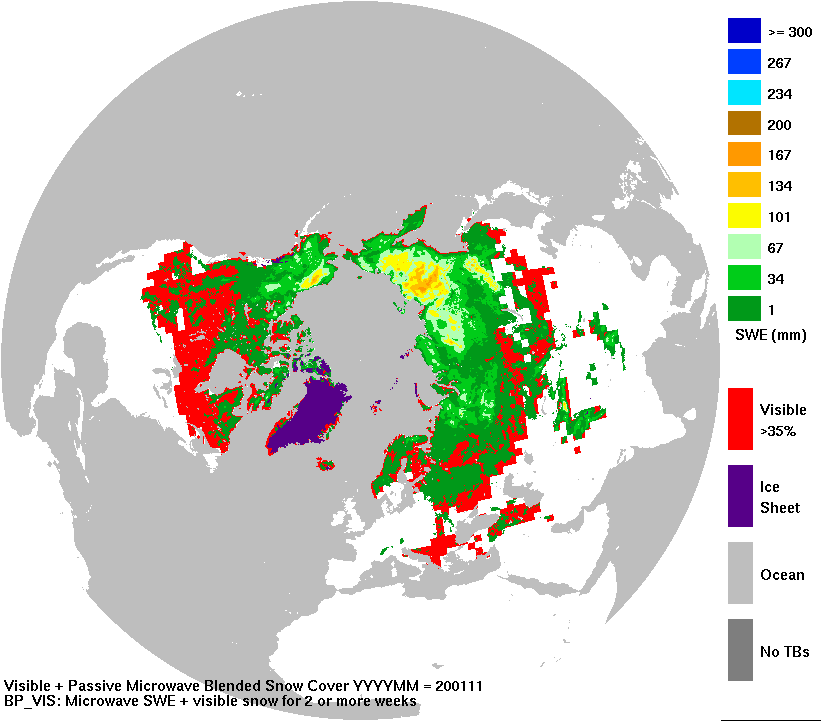 >= 300
267
234
200
167
134
101
67
34
1
SWE (mm)
Visible
>35%
Ice
Sheet
Ocean
No TBs
Visible + Passive Microwave Blended Snow Cover YYYYMM = 200111
BP_VIS: Microwave SWE + visible snow for 2 or more weeks